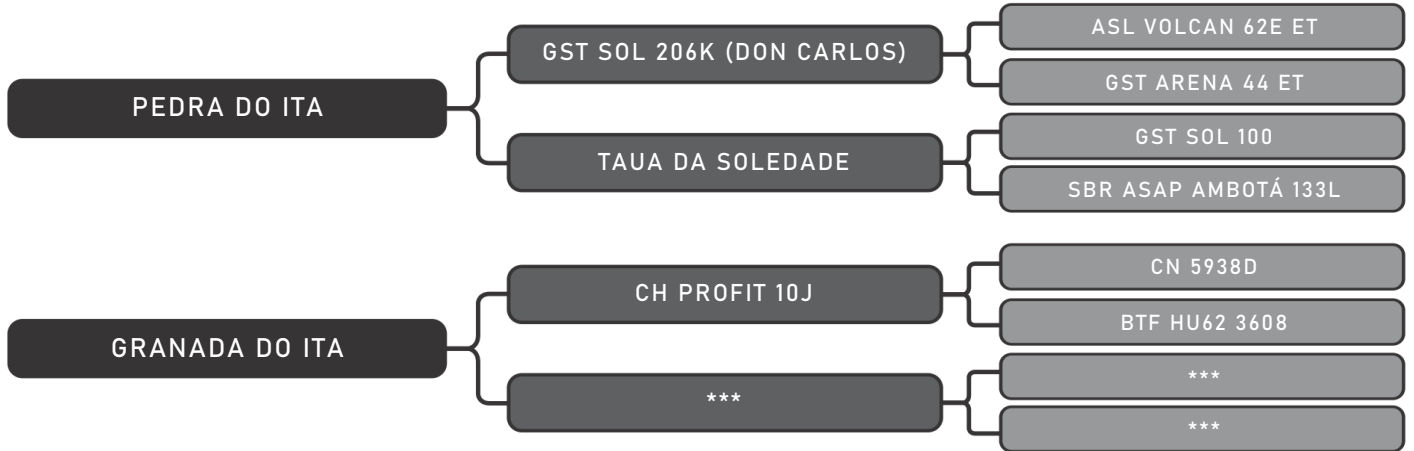 PEDRA DO ITA
GST SOL 206K (DON CARLOS)
ASL VOLCAN 62E ET
GST ARENA 44 ET
TAUA DA SOLEDADE
GST SOL 100
SBR ASAP AMBOTÁ 133L
GRANADA DO ITA
CH PROFIT 10J
CN 5938D
BTF HU62 3608
***
***
***